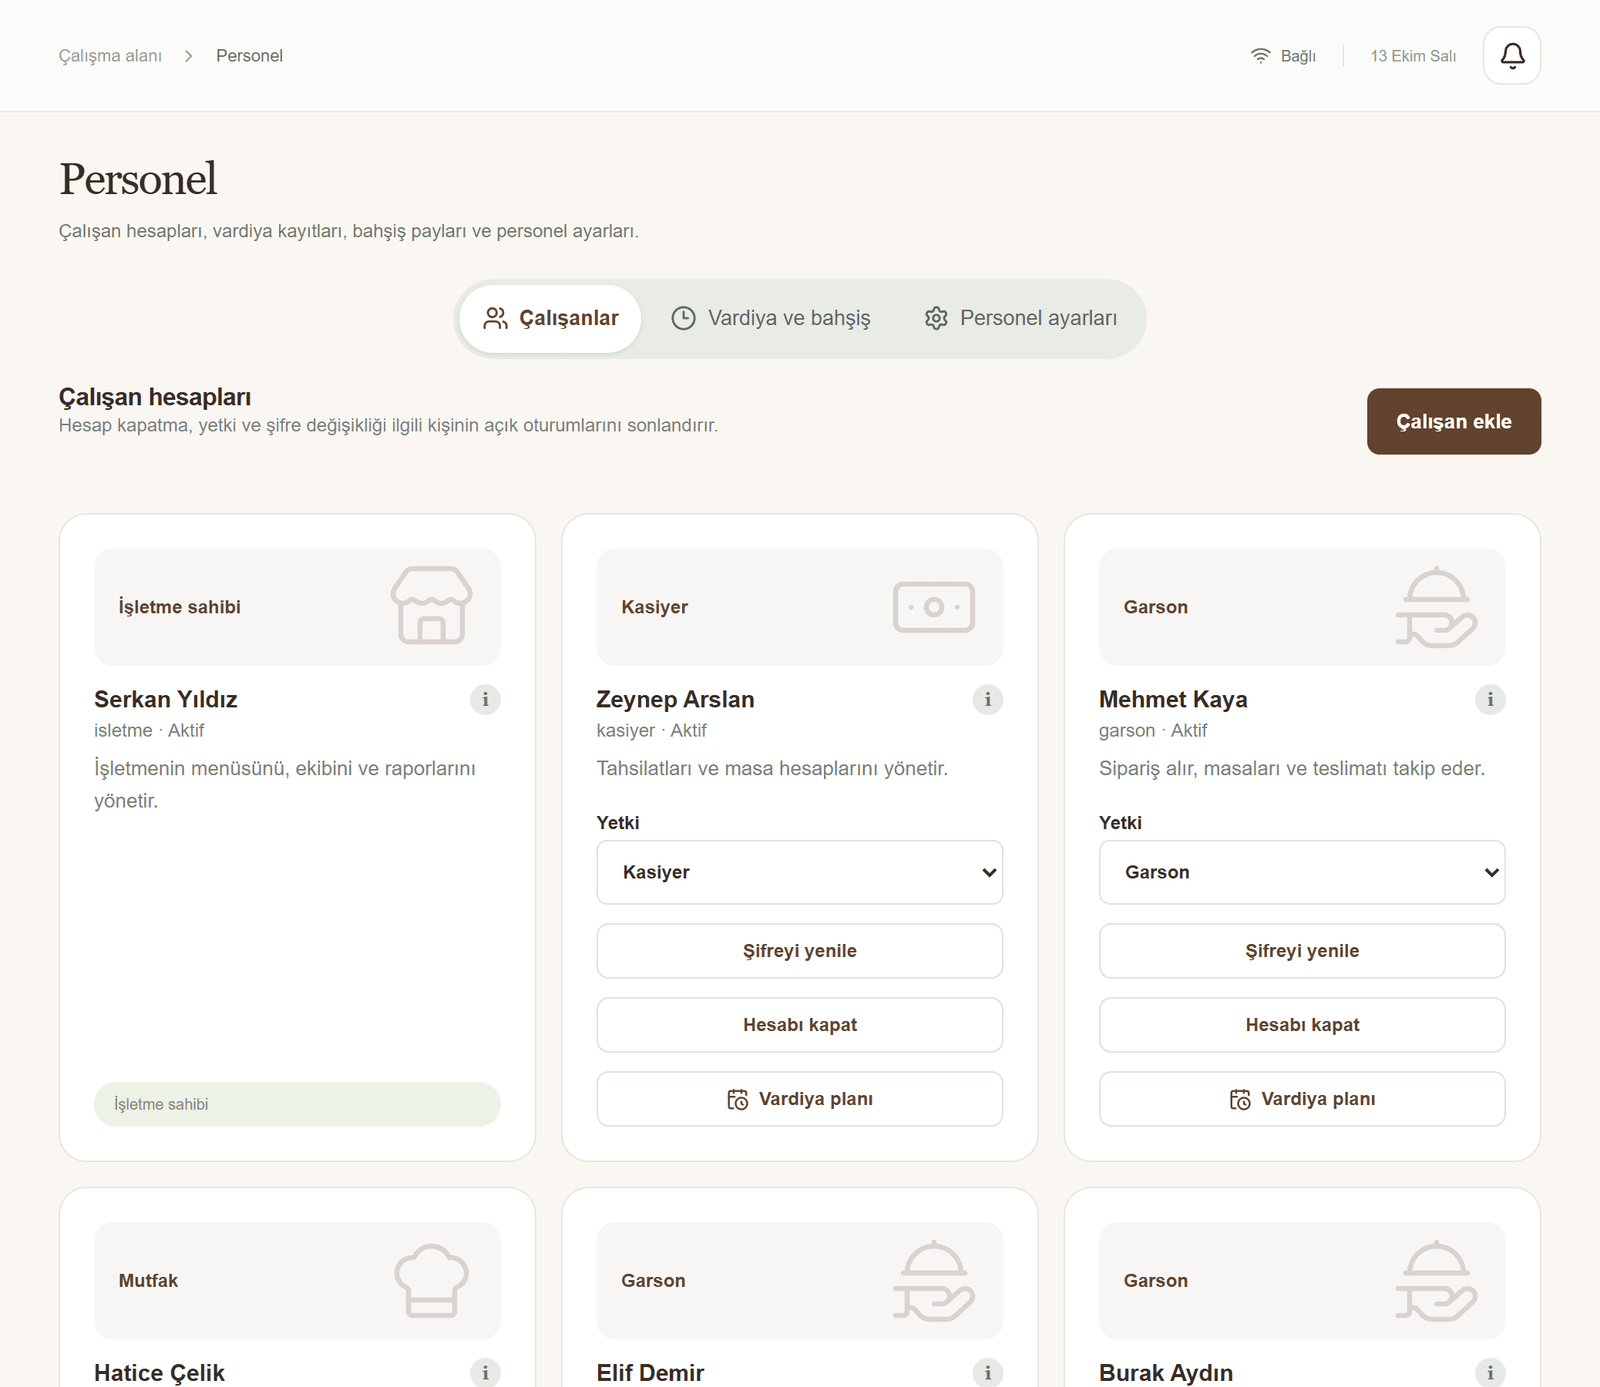 Çalışma alanı
Personel
Bağlı
13 Ekim Salı
Personel
Çalışan hesapları, vardiya kayıtları, bahşiş payları ve personel ayarları.
Çalışanlar
Vardiya ve bahşiş
Personel ayarları
Çalışan hesapları
Hesap kapatma, yetki ve şifre değişikliği ilgili kişinin açık oturumlarını sonlandırır.
Çalışan ekle
İşletme sahibi
Serkan Yıldız
i
isletme · Aktif
İşletmenin menüsünü, ekibini ve raporlarını
yönetir.
İşletme sahibi
Kasiyer
Zeynep Arslan
i
kasiyer · Aktif
Tahsilatları ve masa hesaplarını yönetir.
Yetki
Kasiyer
Şifreyi yenile
Hesabı kapat
Vardiya planı
Garson
Mehmet Kaya
i
garson · Aktif
Sipariş alır, masaları ve teslimatı takip eder.
Yetki
Garson
Şifreyi yenile
Hesabı kapat
Vardiya planı
Mutfak
Hatice Çelik
i
Garson
Elif Demir
i
Garson
Burak Aydın
i